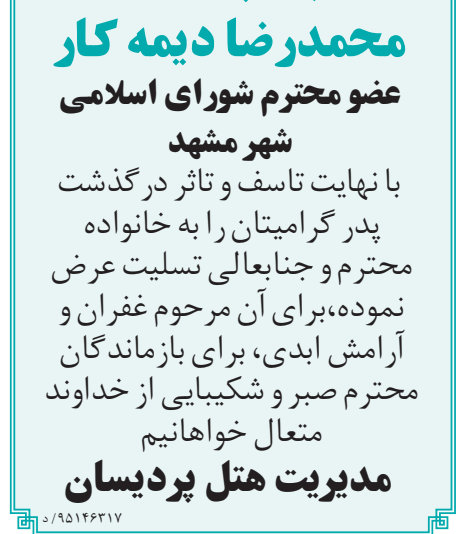 محمدرضا دیمه کار
عضو محترم شورای اسلامی
شهر مشهد
با نهایت تاسف و تاثر درگذشت
پدر گرامیتان را به خانواده
محترم و جنابعالی تسلیت عرض
نموده،برای آن مرحوم غفران و
آرامش ابدی، برای بازماندگان
محترم صبر و شکیبایی از خداوند
متعال خواهانیم
مدیریت هتل پردیسان
۹۵۱۴۶۳۱۷/ د